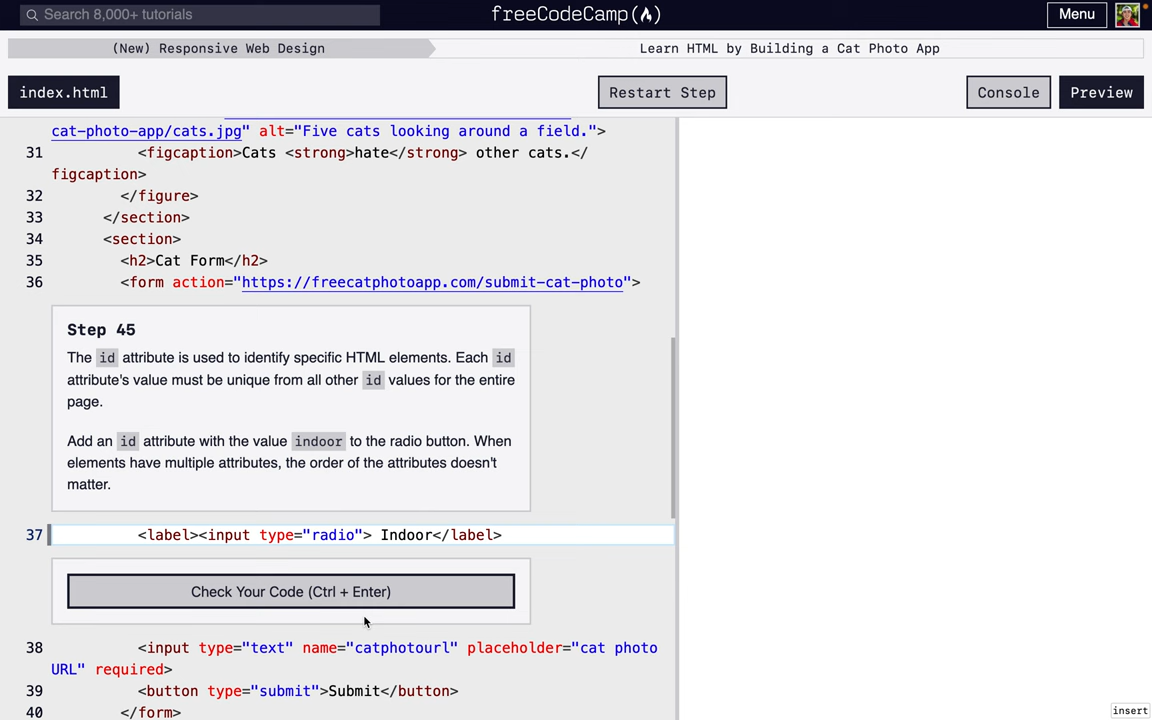 Search 8,000+ tutorials
freeCodeCamp
Menu
(New) Responsive Web Design
Learn HTML by Building a Cat Photo App
index.html
Restart Step
Console
Preview
cat-photo-app/cats.jpg" alt="Five cats looking around a field.">
31 <figcaption>Cats <strong>hate</strong> other cats.</
figcaption>
32 </figure>
33 </section>
34 <section>
35 <h2>Cat Form</h2>
36 <form action="https://freecatphotoapp.com/submit-cat-photo">
Step 45
The id attribute is used to identify specific HTML elements. Each id
attribute's value must be unique from all other id values for the entire
page.
Add an id attribute with the value indoor to the radio button. When
elements have multiple attributes, the order of the attributes doesn't
matter.
37 <label><input type="radio"> Indoor</label>
Check Your Code (Ctrl + Enter)
38 <input type="text" name="catphotourl" placeholder="cat photo
URL" required>
39 <button type="submit">Submit</button>
40 </form>
insert